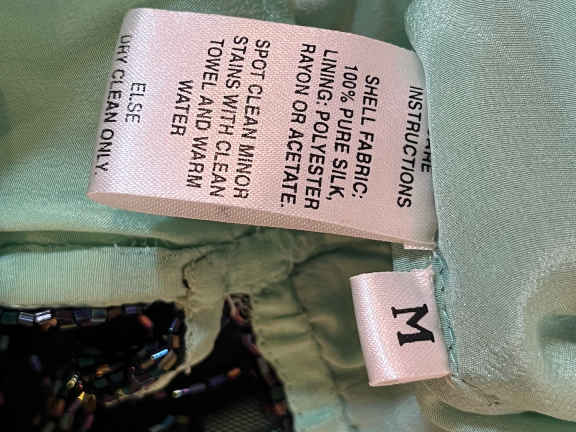 INSTRUCTIONS
SHELL FABRIC:
100% PURE SILK,
LINING: POLYESTER
RAYON OR ACETATE.
SPOT CLEAN MINOR
STAINS WITH CLEAN
TOWEL AND WARM
WATER
ELSE
DRY CLEAN ONLY.
M